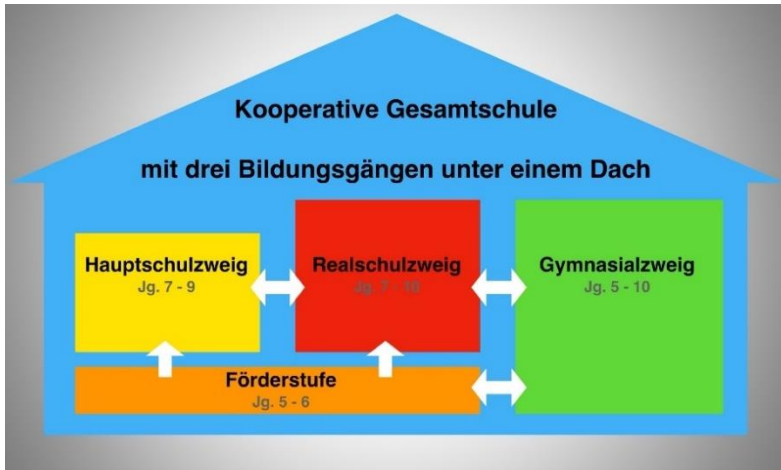 Kooperative Gesamtschule
mit drei Bildungsgängen unter einem Dach
Hauptschulzweig
Jg. 7 - 9
Realschulzweig
Jg. 7 - 10
Gymnasialzweig
Jg. 5 - 10
Förderstufe
Jg. 5 - 6